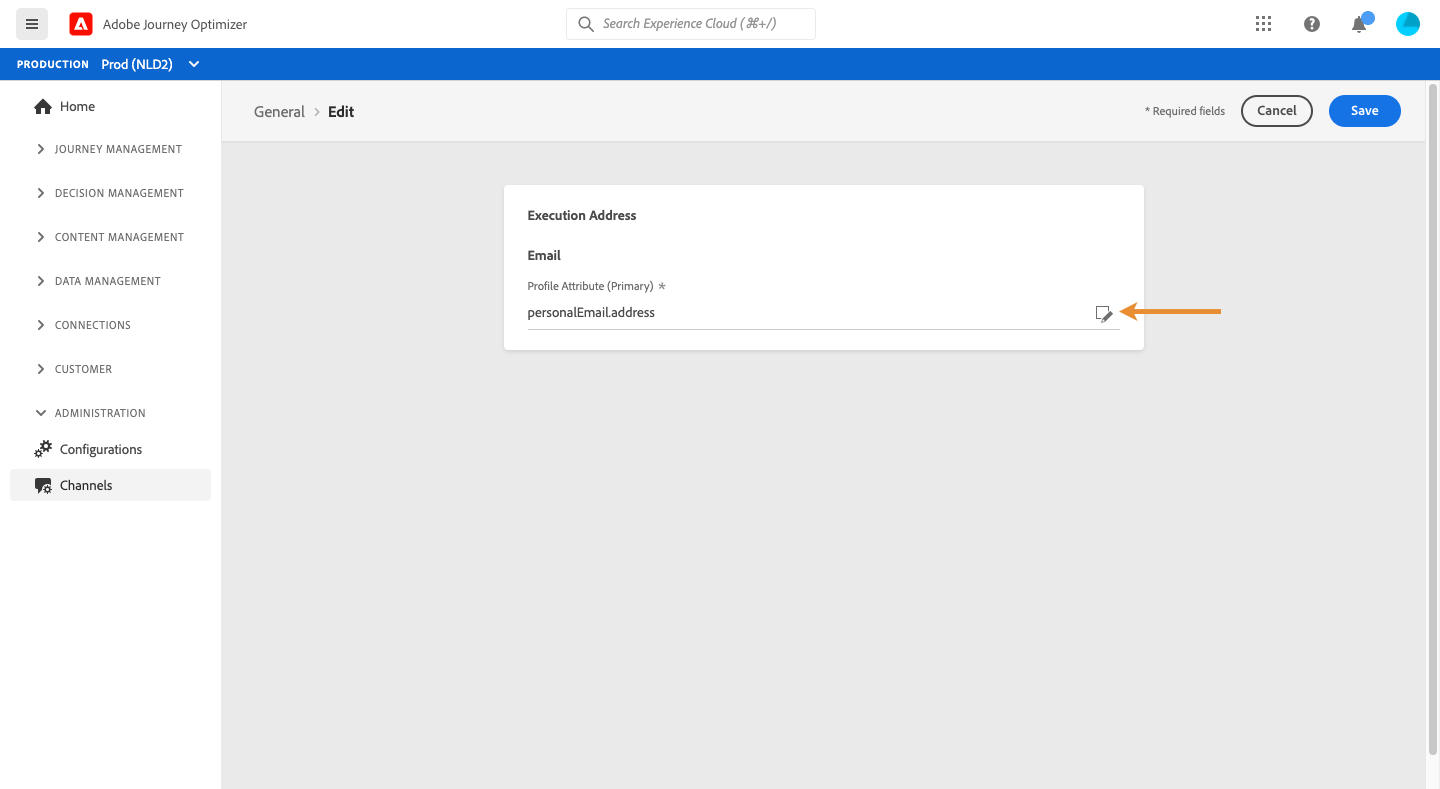 Adobe Journey Optimizer
Search Experience Cloud (⌘+/)
PRODUCTION Prod (NLD2)
Home
General > Edit
* Required fields
Cancel
Save
JOURNEY MANAGEMENT
DECISION MANAGEMENT
CONTENT MANAGEMENT
DATA MANAGEMENT
CONNECTIONS
CUSTOMER
ADMINISTRATION
Configurations
Channels
Execution Address
Email
Profile Attribute (Primary) *
personalEmail.address